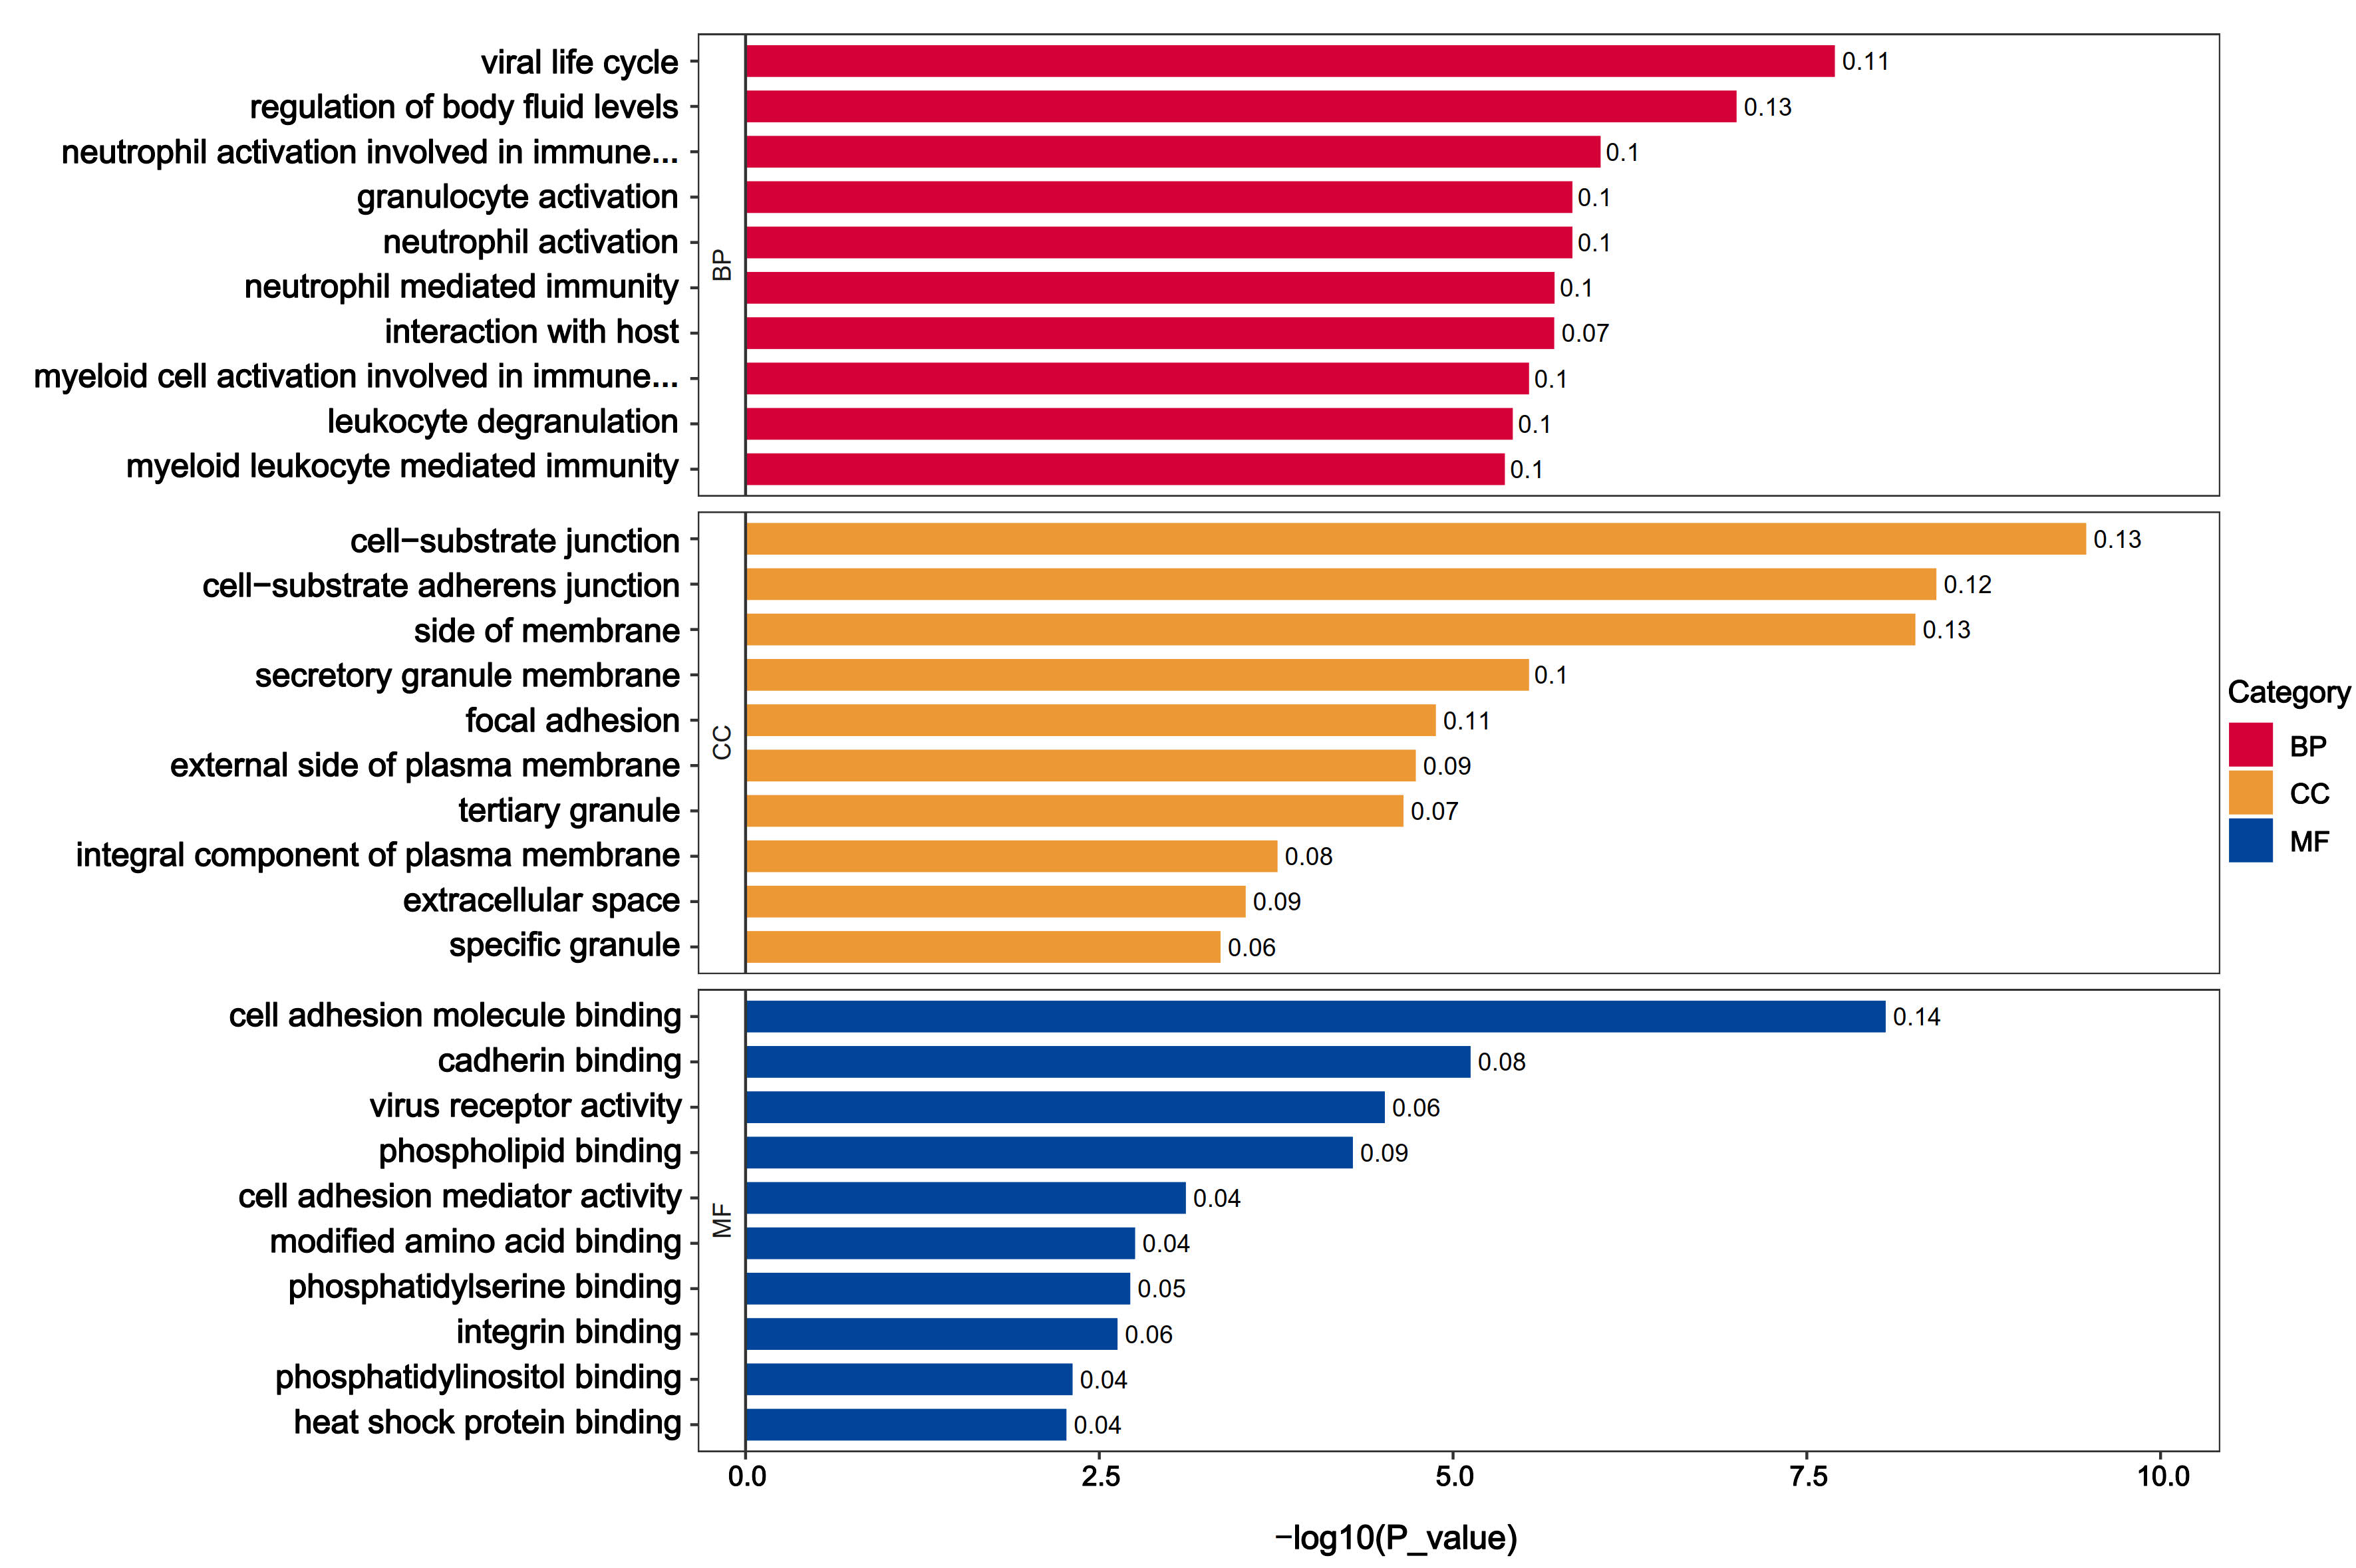 viral life cycle 0.11
regulation of body fluid levels 0.13
neutrophil activation involved in immune... 0.1
granulocyte activation 0.1
neutrophil activation 0.1
neutrophil mediated immunity 0.1
interaction with host 0.07
myeloid cell activation involved in immune... 0.1
leukocyte degranulation 0.1
myeloid leukocyte mediated immunity 0.1
BP
cell−substrate junction 0.13
cell−substrate adherens junction 0.12
side of membrane 0.13
secretory granule membrane 0.1
focal adhesion 0.11
external side of plasma membrane 0.09
tertiary granule 0.07
integral component of plasma membrane 0.08
extracellular space 0.09
specific granule 0.06
CC
cell adhesion molecule binding 0.14
cadherin binding 0.08
virus receptor activity 0.06
phospholipid binding 0.09
cell adhesion mediator activity 0.04
modified amino acid binding 0.04
phosphatidylserine binding 0.05
integrin binding 0.06
phosphatidylinositol binding 0.04
heat shock protein binding 0.04
MF
0.0 2.5 5.0 7.5 10.0
−log10(P_value)
Category
BP
CC
MF